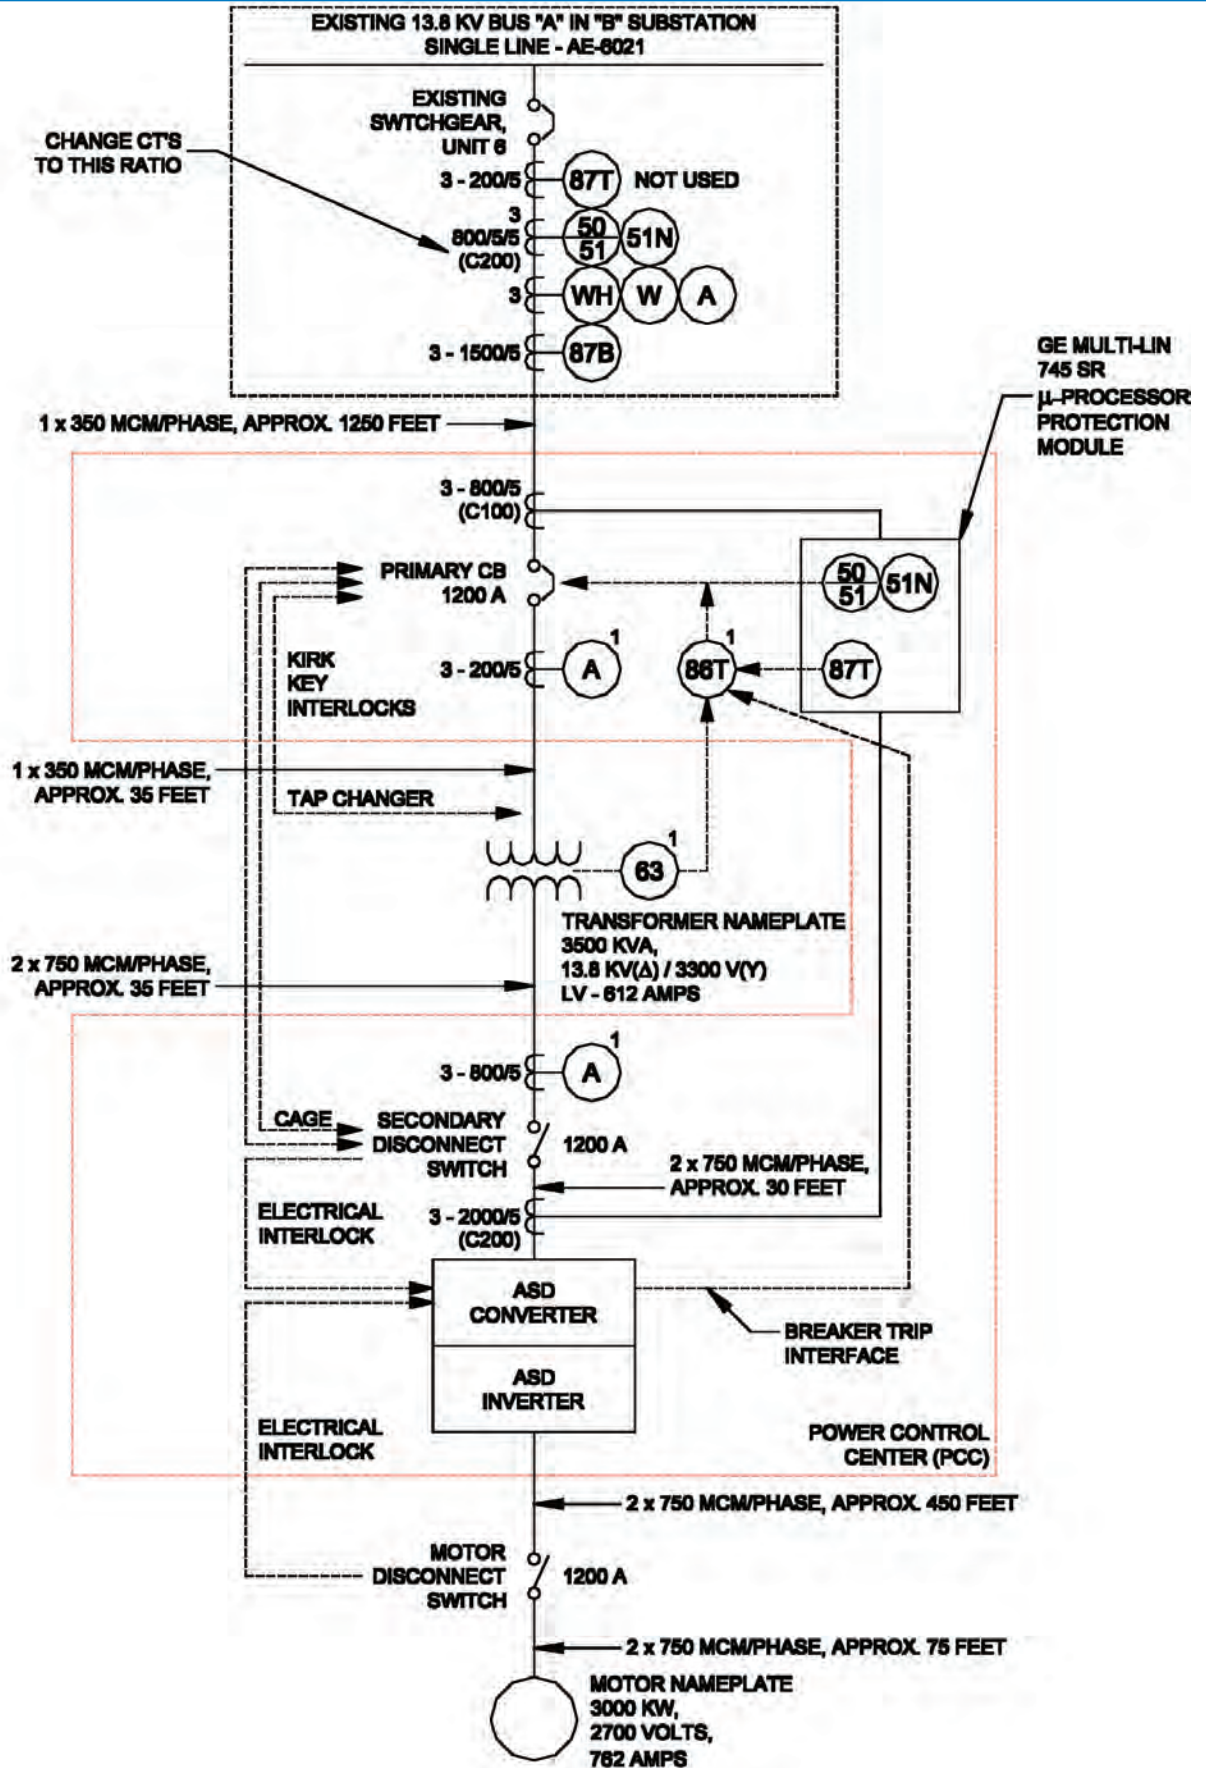 EXISTING 13.8 KV BUS "A" IN "B" SUBSTATION
SINGLE LINE - AE-6021
EXISTING
SWTCHGEAR,
UNIT 6
CHANGE CT'S
TO THIS RATIO
3 - 200/5
87T
NOT USED
3
800/5/5
(C200)
50
51
51N
3
WH
W
A
3 - 1500/5
87B
GE MULTI-LIN
745 SR
μ-PROCESSOR
PROTECTION
MODULE
1 x 350 MCM/PHASE, APPROX. 1250 FEET
3 - 800/5
(C100)
PRIMARY CB
1200 A
50
51
51N
KIRK
KEY
INTERLOCKS
3 - 200/5
A
1
86T
1
87T
1 x 350 MCM/PHASE,
APPROX. 35 FEET
TAP CHANGER
63
1
TRANSFORMER NAMEPLATE
3500 KVA,
13.8 KV(Δ) / 3300 V(Y)
LV - 612 AMPS
2 x 750 MCM/PHASE,
APPROX. 35 FEET
3 - 800/5
A
1
CAGE
SECONDARY
DISCONNECT
SWITCH
1200 A
2 x 750 MCM/PHASE,
APPROX. 30 FEET
ELECTRICAL
INTERLOCK
3 - 2000/5
(C200)
ASD
CONVERTER
BREAKER TRIP
INTERFACE
ASD
INVERTER
ELECTRICAL
INTERLOCK
POWER CONTROL
CENTER (PCC)
2 x 750 MCM/PHASE, APPROX. 450 FEET
MOTOR
DISCONNECT
SWITCH
1200 A
2 x 750 MCM/PHASE, APPROX. 75 FEET
MOTOR NAMEPLATE
3000 KW,
2700 VOLTS,
762 AMPS